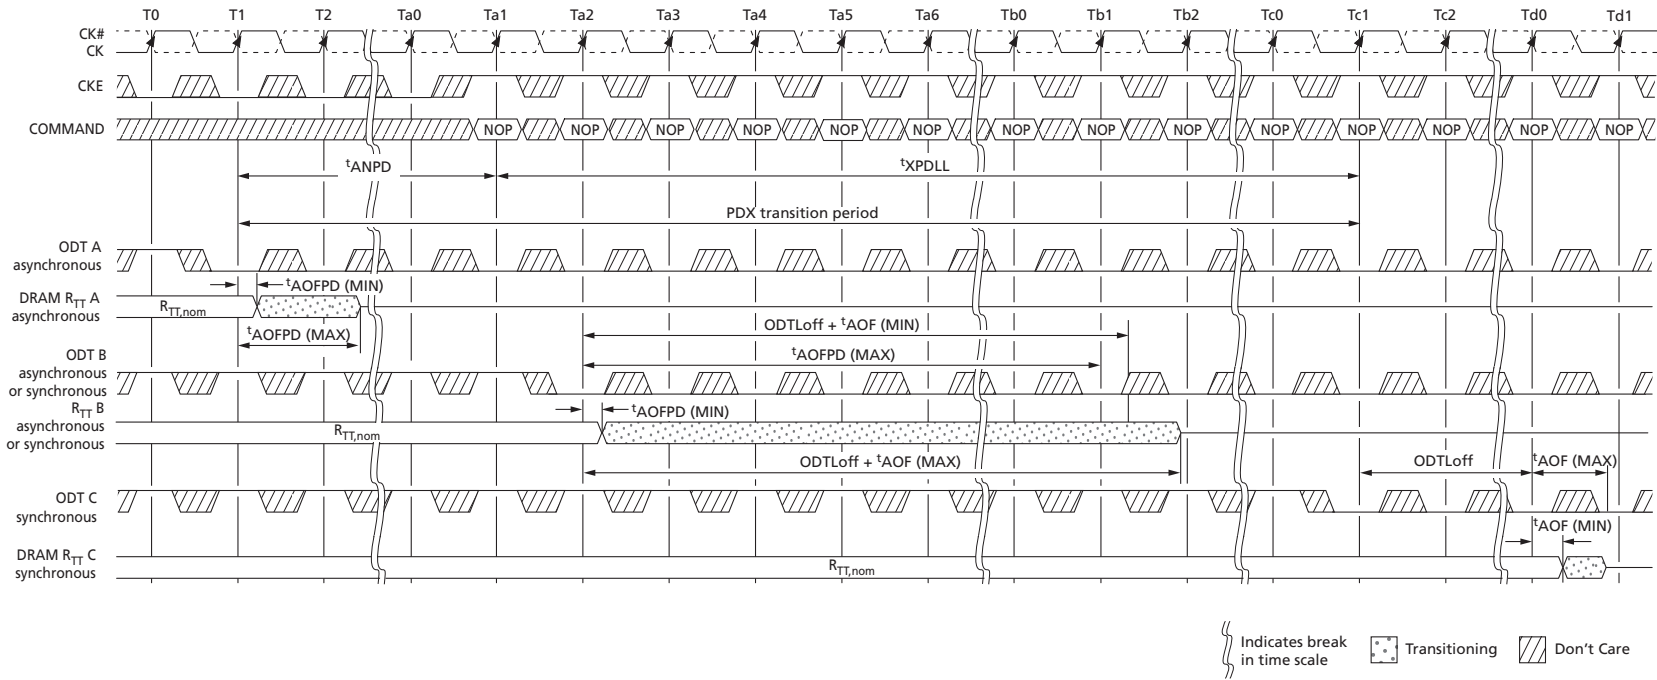 T0 T1 T2 Ta0 Ta1 Ta2 Ta3 Ta4 Ta5 Ta6 Tb0 Tb1 Tb2 Tc0 Tc1 Tc2 Td0 Td1
CK#
CK
CKE
COMMAND
NOP NOP NOP NOP NOP NOP NOP NOP NOP NOP NOP NOP NOP NOP
tANPD
tXPDLL
PDX transition period
ODT A
asynchronous
tAOFPD (MIN)
DRAM RTT A
asynchronous
RTT,nom
tAOFPD (MAX)
ODTLoff + tAOF (MIN)
tAOFPD (MAX)
ODT B
asynchronous
or synchronous
tAOFPD (MIN)
RTT B
asynchronous
or synchronous
RTT,nom
ODTLoff + tAOF (MAX)
ODTLoff
tAOF (MAX)
ODT C
synchronous
tAOF (MIN)
DRAM RTT C
synchronous
RTT,nom
Indicates break
in time scale
Transitioning
Don't Care